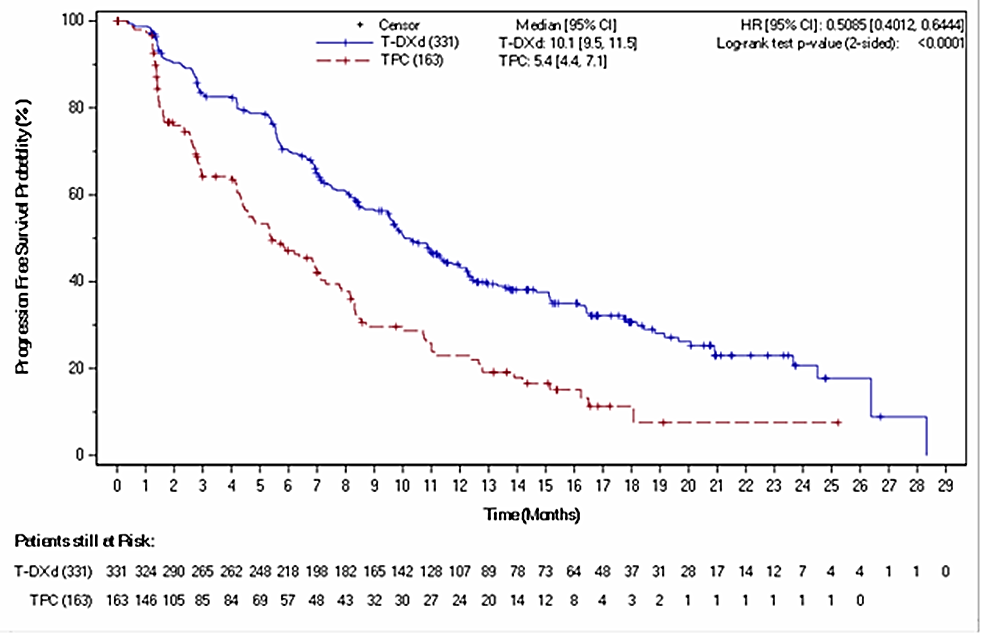 Censor Median [95% CI] HR [95% CI]: 0.5085 [0.4012, 0.6444]
T-DXd (331) T-DXd: 10.1 [9.5, 11.5] Log-rank test p-value (2-sided): <0.0001
TPC (163) TPC: 5.4 [4.4, 7.1]
Progression Free Survival Probability (%)
100
80
60
40
20
0
0 1 2 3 4 5 6 7 8 9 10 11 12 13 14 15 16 17 18 19 20 21 22 23 24 25 26 27 28 29
Time (Months)
Patients still at Risk:
T-DXd (331) 331 324 290 265 262 248 218 198 182 165 142 128 107 89 78 73 64 48 37 31 28 17 14 12 7 4 4 1 1 0
TPC (163) 163 146 105 85 84 69 57 48 43 32 30 27 24 20 14 12 8 4 3 2 1 1 1 1 1 1 0